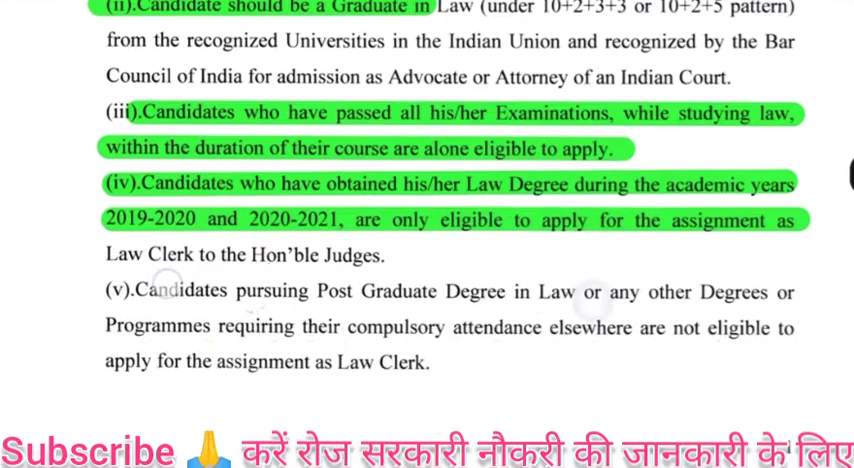 (ii).Candidate should be a Graduate in Law (under 10+2+3+3 or 10+2+5 pattern)
from the recognized Universities in the Indian Union and recognized by the Bar
Council of India for admission as Advocate or Attorney of an Indian Court.
(iii).Candidates who have passed all his/her Examinations, while studying law,
within the duration of their course are alone eligible to apply.
(iv).Candidates who have obtained his/her Law Degree during the academic years
2019-2020 and 2020-2021, are only eligible to apply for the assignment as
Law Clerk to the Hon’ble Judges.
(v).Candidates pursuing Post Graduate Degree in Law or any other Degrees or
Programmes requiring their compulsory attendance elsewhere are not eligible to
apply for the assignment as Law Clerk.
Subscribe 🙏 करें रोज सरकारी नौकरी की जानकारी के लिए